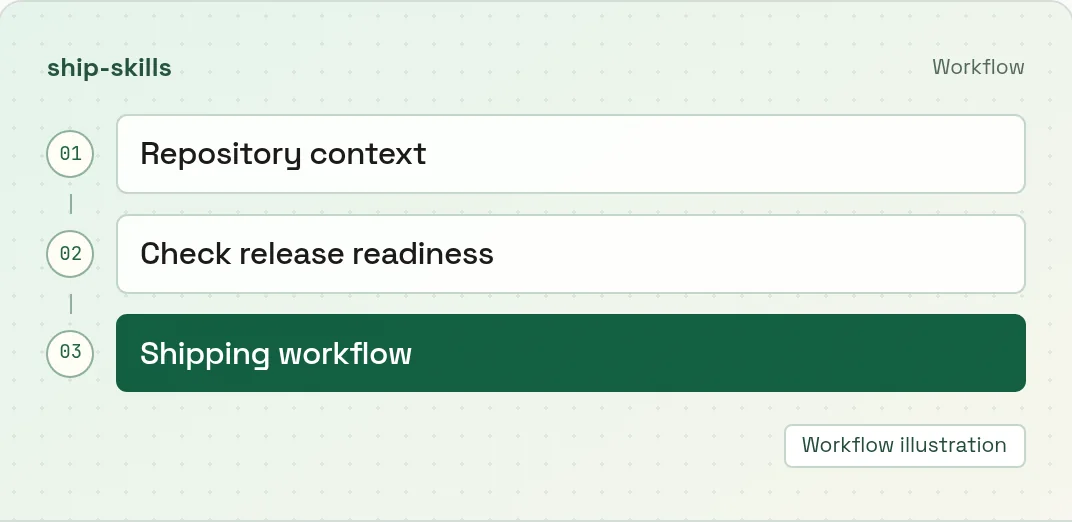 ship-skills
Workflow
01
Repository context
02
Check release readiness
03
Shipping workflow
Workflow illustration